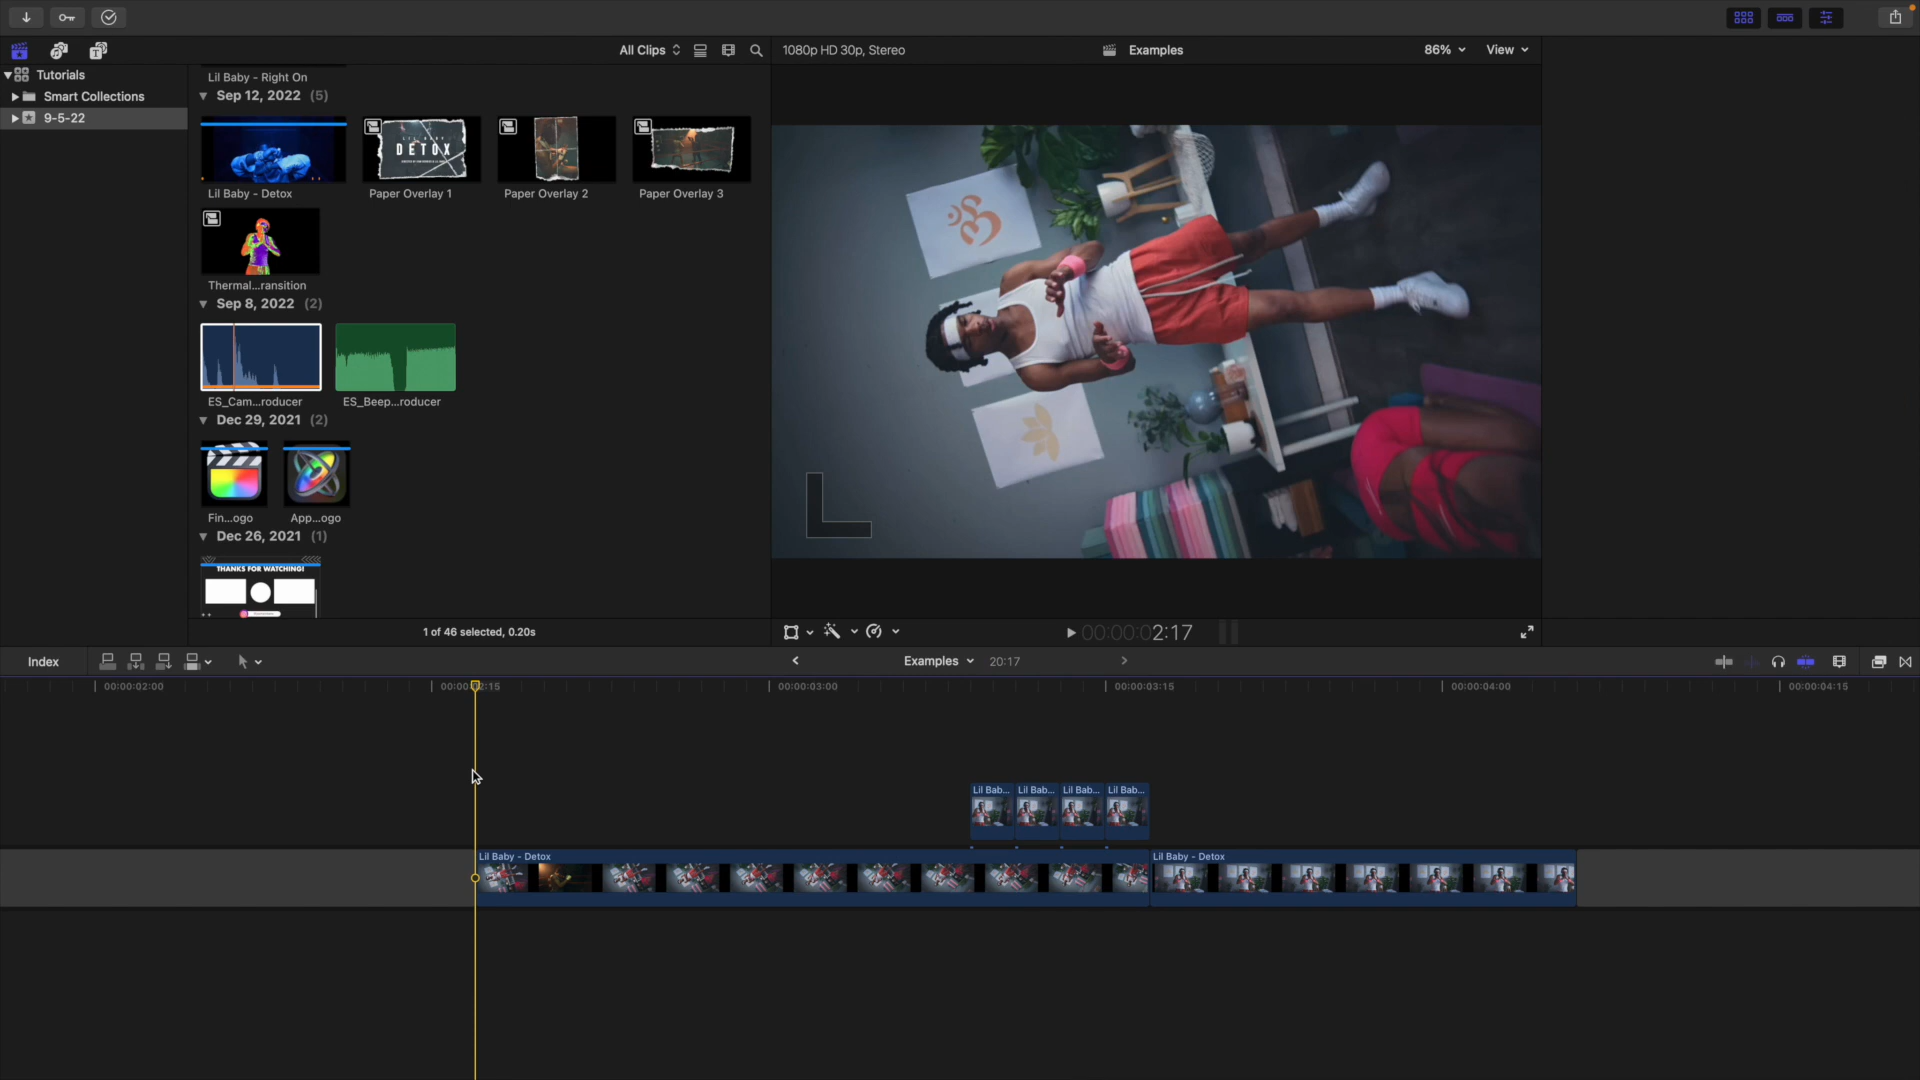 All Clips
1080p HD 30p, Stereo
Examples
86%
View
Tutorials
Smart Collections
9-5-22
Lil Baby - Right On
Sep 12, 2022 (5)
DETOX
Lil Baby - Detox
Paper Overlay 1
Paper Overlay 2
Paper Overlay 3
Thermal...ransition
Sep 8, 2022 (2)
ES_Cam...roducer
ES_Beep...roducer
Dec 29, 2021 (2)
Fin...ogo
App...ogo
Dec 26, 2021 (1)
THANKS FOR WATCHING!
1 of 46 selected, 0.20s
00:00:02:17
Index
Examples
20:17
00:00:02:00
00:00:03:00
00:00:03:15
00:00:04:00
00:00:04:15
Lil Bab...
Lil Bab...
Lil Bab...
Lil Bab...
Lil Baby - Detox
Lil Baby - Detox